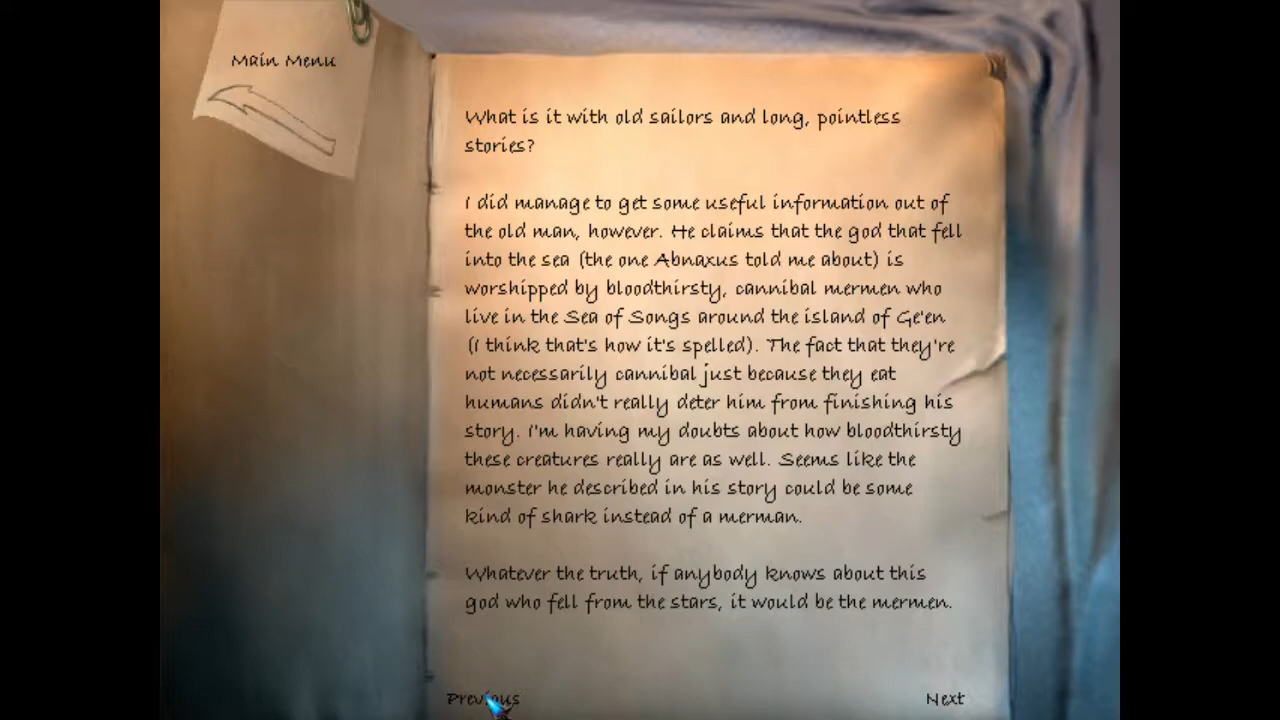 Main Menu
What is it with old sailors and long, pointless
stories?
I did manage to get some useful information out of
the old man, however. He claims that the god that fell
into the sea (the one Abnaxus told me about) is
worshipped by bloodthirsty, cannibal mermen who
live in the Sea of Songs around the island of Ge'en
(I think that's how it's spelled). The fact that they're
not necessarily cannibal just because they eat
humans didn't really deter him from finishing his
story. I'm having my doubts about how bloodthirsty
these creatures really are as well. Seems like the
monster he described in his story could be some
kind of shark instead of a merman.
Whatever the truth, if anybody knows about this
god who fell from the stars, it would be the mermen.
Previous
Next